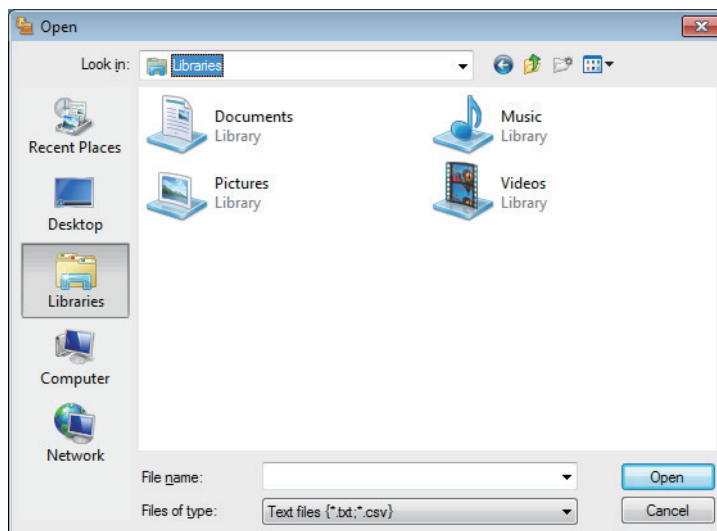 Open
Look in:
Libraries
Recent Places
Desktop
Libraries
Computer
Network
Documents
Library
Music
Library
Pictures
Library
Videos
Library
File name:
Open
Files of type:
Text files {*.txt;*.csv}
Cancel